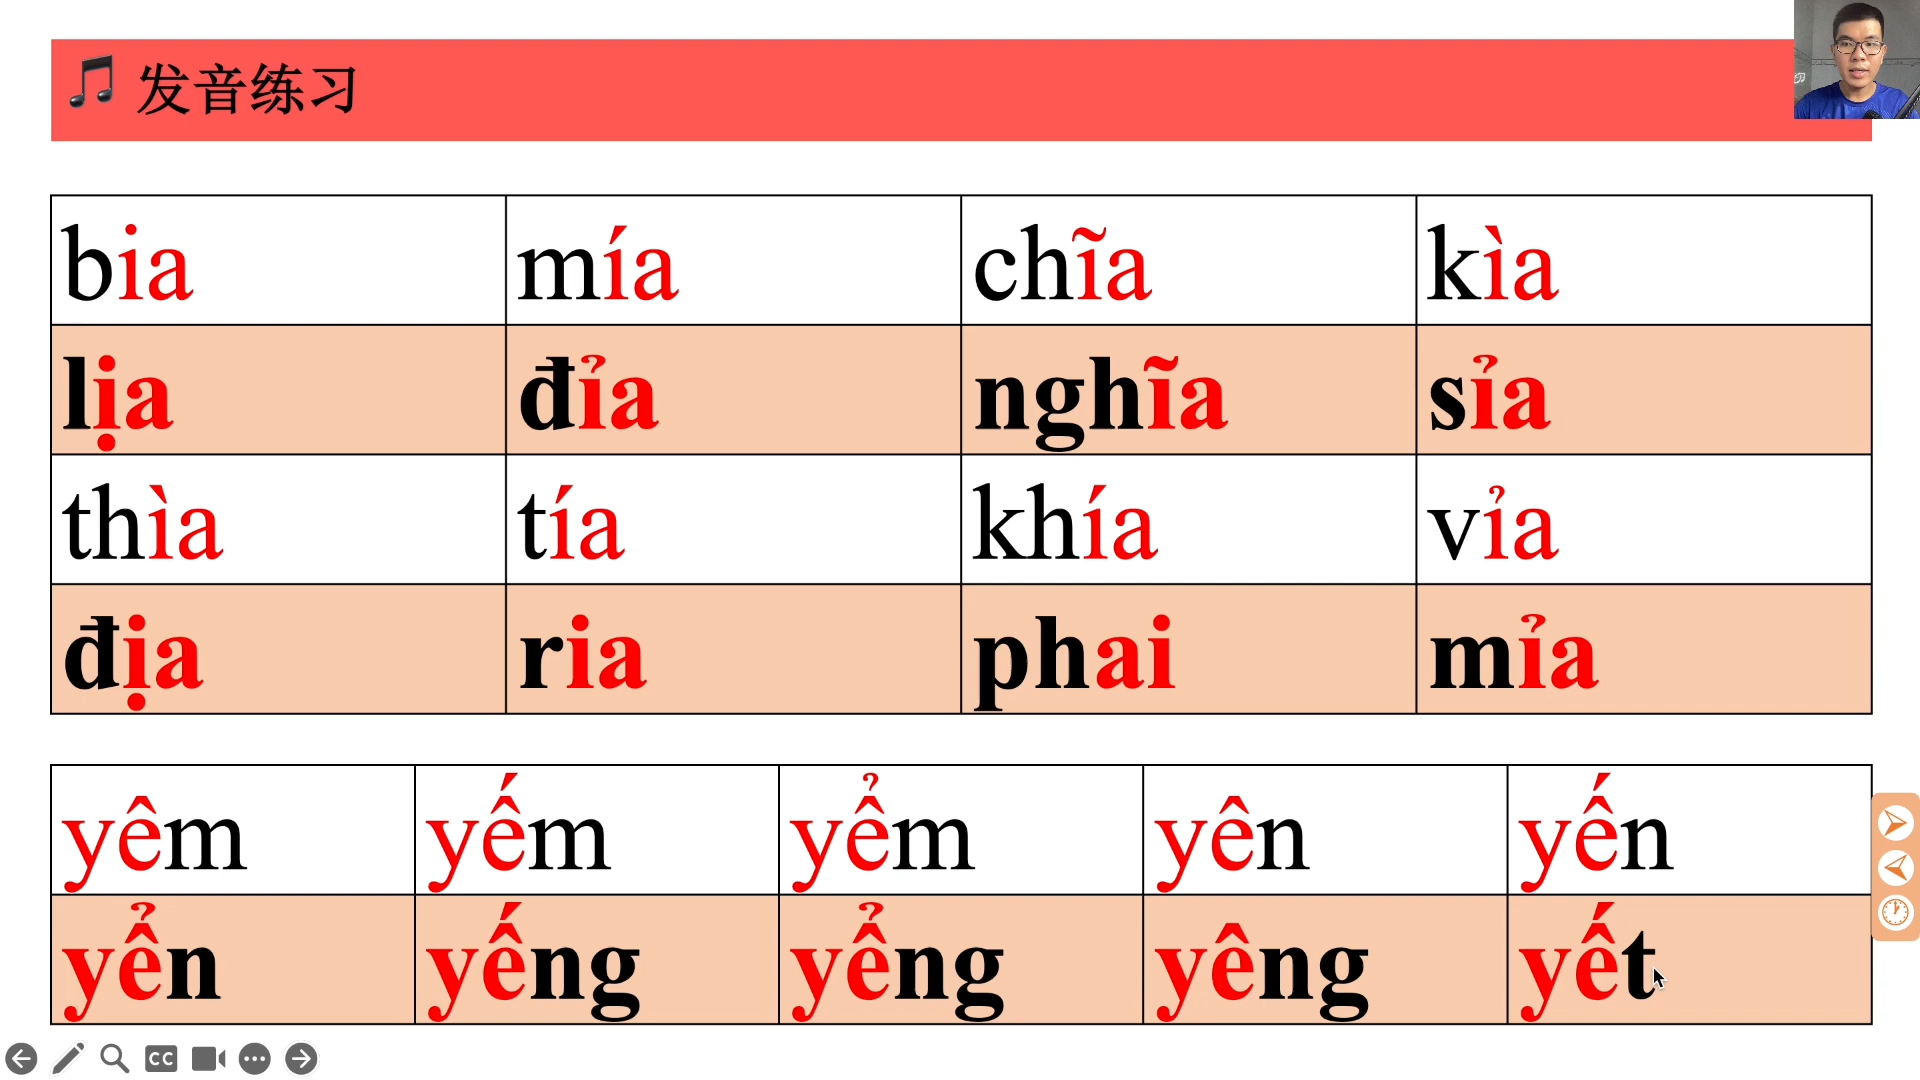 发音练习
bia mía chĩa kìa
lịa đỉa nghĩa sỉa
thìa tía khía vỉa
địa ria phai mỉa
yêm yếm yểm yên yến
yển yếng yểng yêng yết
CC